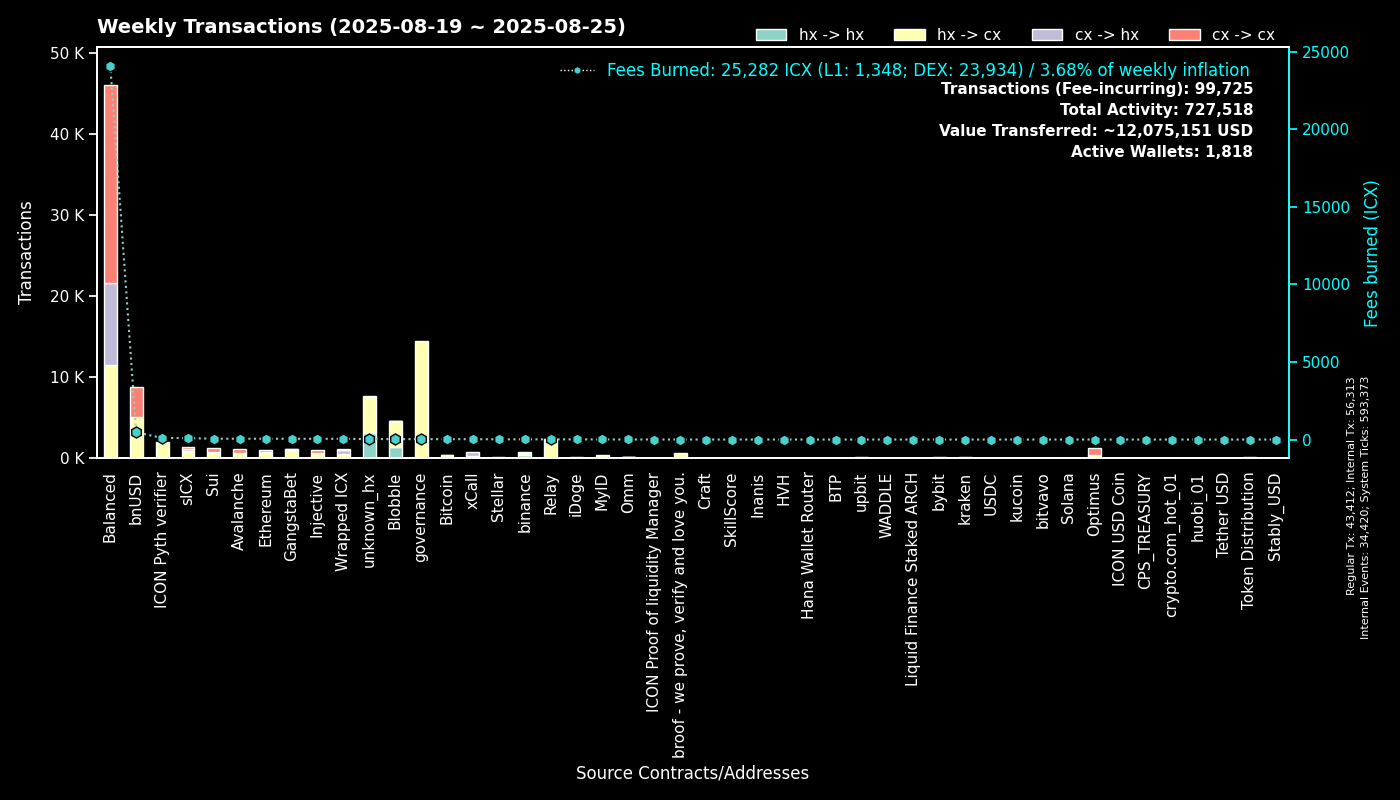 Weekly Transactions (2025-08-19 ~ 2025-08-25)
hx -> hx
hx -> cx
cx -> hx
cx -> cx
Fees Burned: 25,282 ICX (L1: 1,348; DEX: 23,934) / 3.68% of weekly inflation
Transactions (Fee-incurring): 99,725
Total Activity: 727,518
Value Transferred: ~12,075,151 USD
Active Wallets: 1,818
Transactions
50 K
40 K
30 K
20 K
10 K
0 K
25000
20000
15000
10000
5000
0
Fees burned (ICX)
Regular Tx: 43,412; Internal Tx: 56,313
Internal Events: 34,420; System Ticks: 593,373
Balanced
bnUSD
ICON Pyth verifier
sICX
Sui
Avalanche
Ethereum
GangstaBet
Injective
Wrapped ICX
unknown_hx
Blobble
governance
Bitcoin
xCall
Stellar
binance
Relay
iDoge
MyID
Omm
ICON Proof of liquidity Manager
broof - we prove, verify and love you.
Craft
SkillScore
Inanis
HVH
Hana Wallet Router
BTP
upbit
WADDLE
Liquid Finance Staked ARCH
bybit
kraken
USDC
kucoin
bitvavo
Solana
Optimus
ICON USD Coin
CPS_TREASURY
crypto.com_hot_01
huobi_01
Tether USD
Token Distribution
Stably_USD
Source Contracts/Addresses